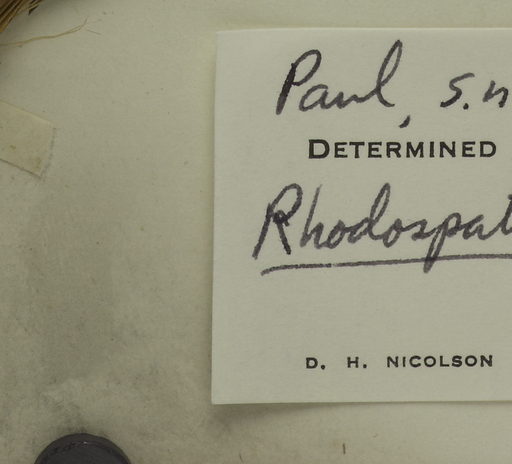 Paul, s.n
DETERMINED
Rhodospat
D. H. NICOLSON